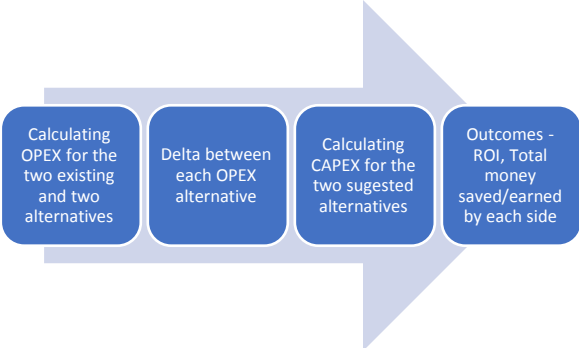 Calculating
OPEX for the
two existing
and two
alternatives
Delta between
each OPEX
alternative
Calculating
CAPEX for the
two sugested
alternatives
Outcomes -
ROI, Total
money
saved/earned
by each side